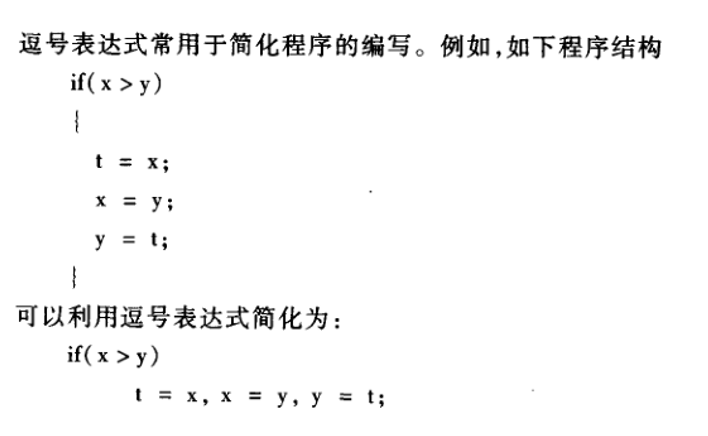 逗号表达式常用于简化程序的编写。例如,如下程序结构
if( x > y)
{
t = x;
x = y;
y = t;
}
可以利用逗号表达式简化为:
if( x > y)
t = x, x = y, y = t;